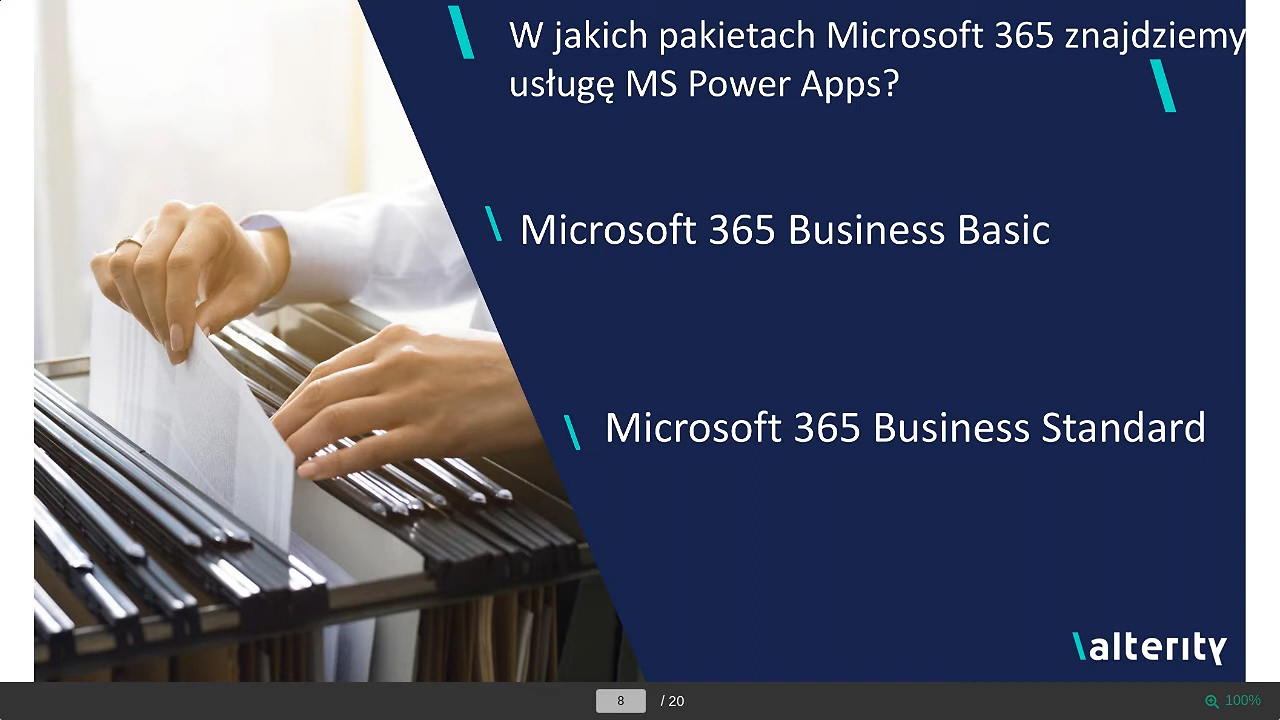 W jakich pakietach Microsoft 365 znajdziemy
usługę MS Power Apps?
Microsoft 365 Business Basic
Microsoft 365 Business Standard
\alterity
8 / 20
100%